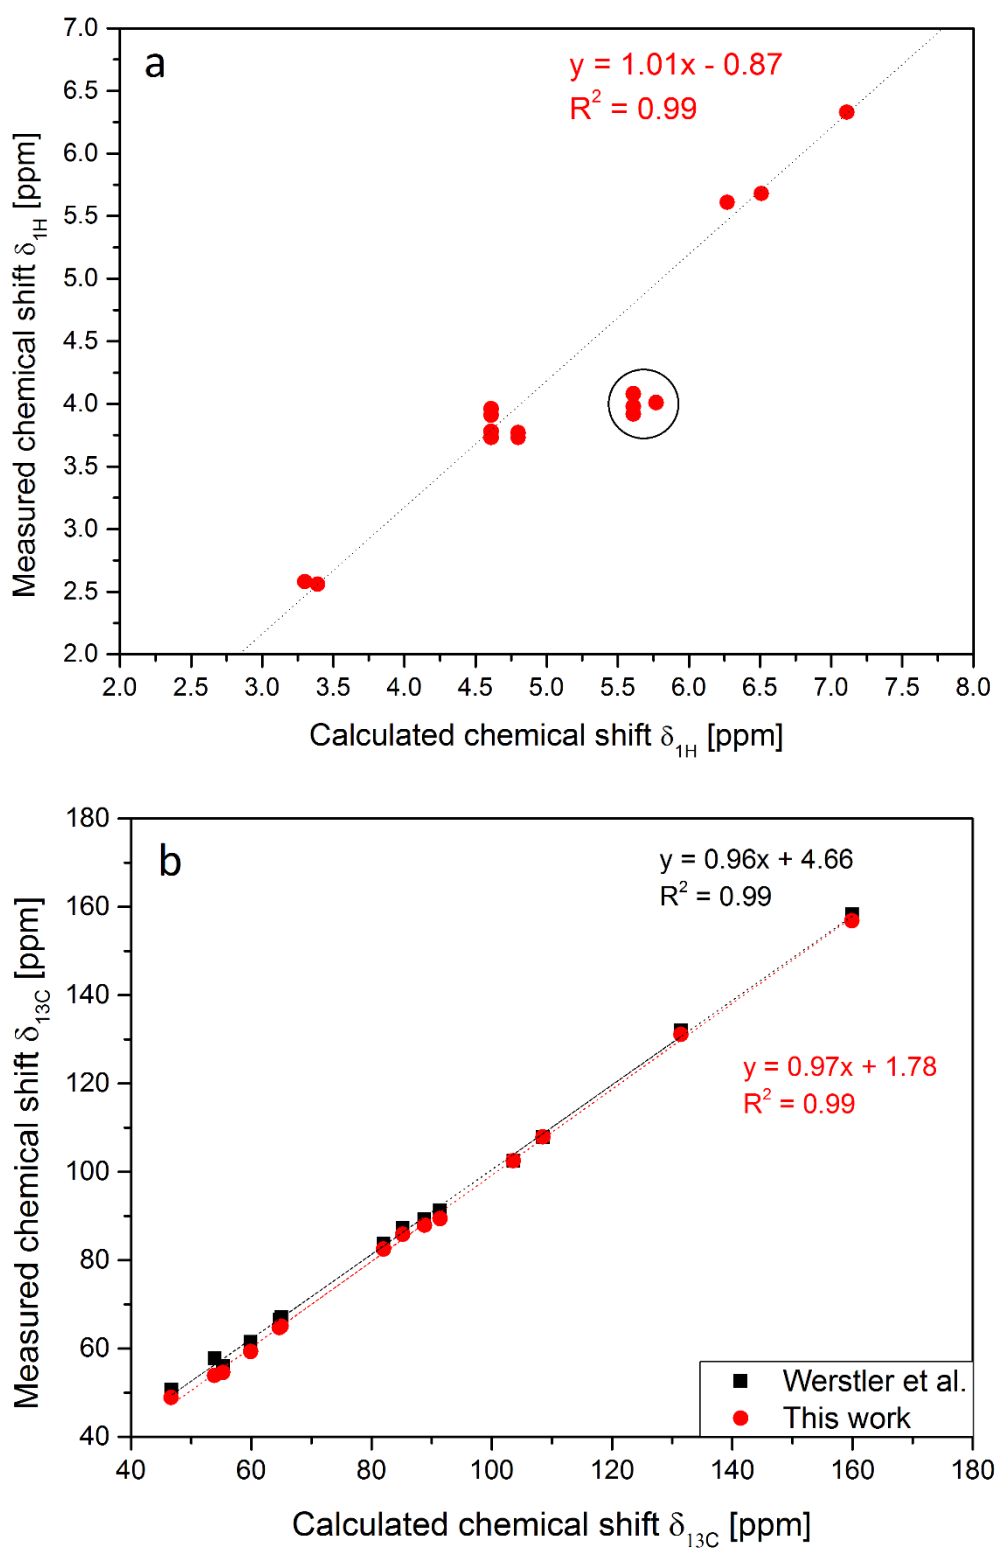 a
y = 1.01x - 0.87
R² = 0.99
7.0
6.5
6.0
5.5
5.0
4.5
4.0
3.5
3.0
2.5
2.0
Measured chemical shift δ1H [ppm]
2.0 2.5 3.0 3.5 4.0 4.5 5.0 5.5 6.0 6.5 7.0 7.5 8.0
Calculated chemical shift δ1H [ppm]
b
y = 0.96x + 4.66
R² = 0.99
y = 0.97x + 1.78
R² = 0.99
180
160
140
120
100
80
60
40
Measured chemical shift δ13C [ppm]
Werstler et al.
This work
40 60 80 100 120 140 160 180
Calculated chemical shift δ13C [ppm]